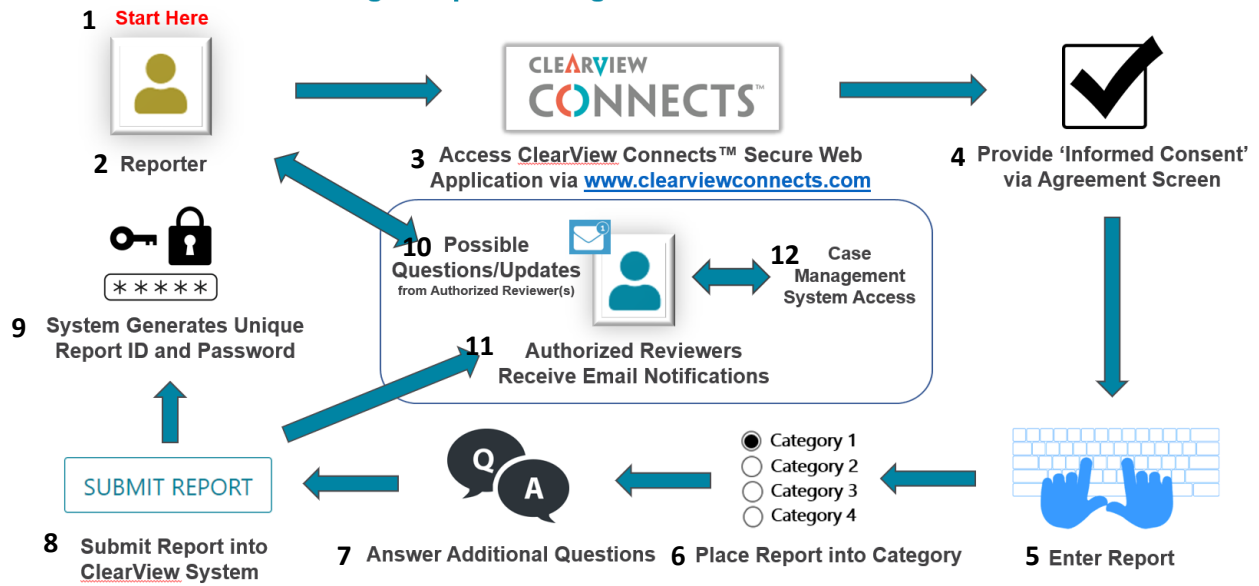 1 Start Here
CLEARVIEW
CONNECTS™
2 Reporter
3 Access ClearView Connects™ Secure Web
Application via www.clearviewconnects.com
4 Provide ‘Informed Consent’
via Agreement Screen
10 Possible
Questions/Updates
from Authorized Reviewer(s)
1
12 Case
Management
System Access
* * * * *
9 System Generates Unique
Report ID and Password
11 Authorized Reviewers
Receive Email Notifications
Category 1
Category 2
Category 3
Category 4
Q
A
SUBMIT REPORT
8 Submit Report into
ClearView System
7 Answer Additional Questions
6 Place Report into Category
5 Enter Report